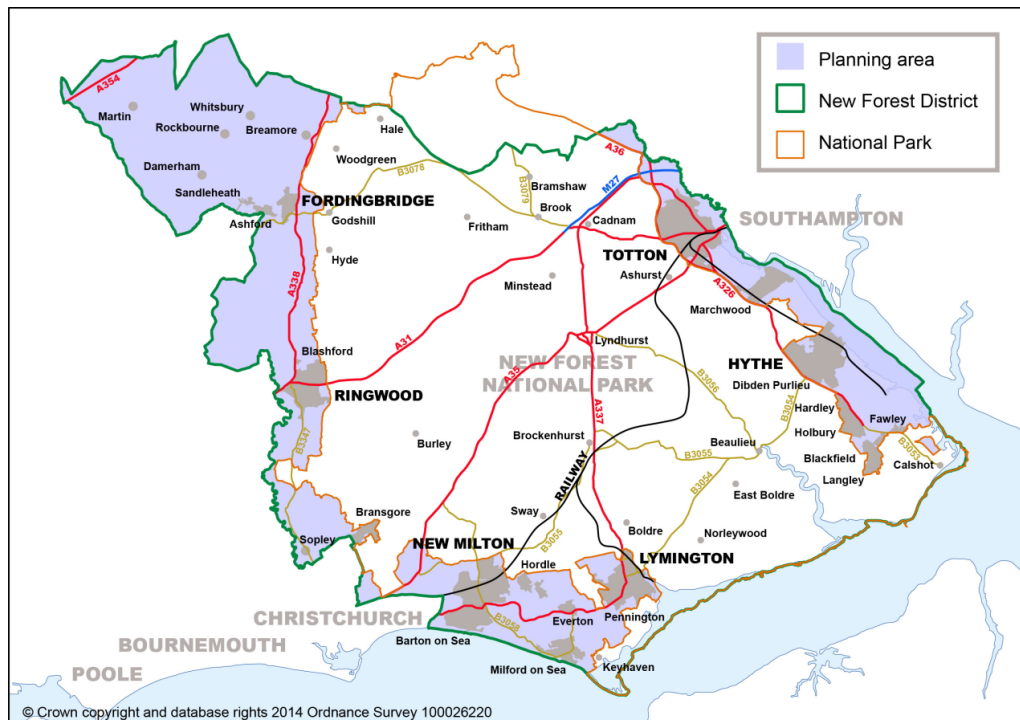 Planning area
New Forest District
National Park
A354
Martin
Whitsbury
Rockbourne
Breamore
Hale
Woodgreen
A36
Damerham
Sandleheath
B3078
B3079
Bramshaw
M27
FORDINGBRIDGE
Ashford
Godshill
Fritham
Brook
Cadnam
SOUTHAMPTON
TOTTON
Hyde
Ashurst
A338
Minstead
A326
Marchwood
Blashford
A31
Lyndhurst
NEW FOREST
NATIONAL PARK
A35
HYTHE
RINGWOOD
B3056
Dibden Purlieu
B3054
A337
Hardley
Fawley
B3347
Burley
Brockenhurst
Holbury
Beaulieu
B3055
B3053
Blackfield
Calshot
RAILWAY
B3054
Langley
East Boldre
Bransgore
Sway
Boldre
Norleywood
Sopley
NEW MILTON
B3055
LYMINGTON
Hordle
CHRISTCHURCH
Everton
Pennington
B3058
Barton on Sea
BOURNEMOUTH
Milford on Sea
Keyhaven
POOLE
© Crown copyright and database rights 2014 Ordnance Survey 100026220